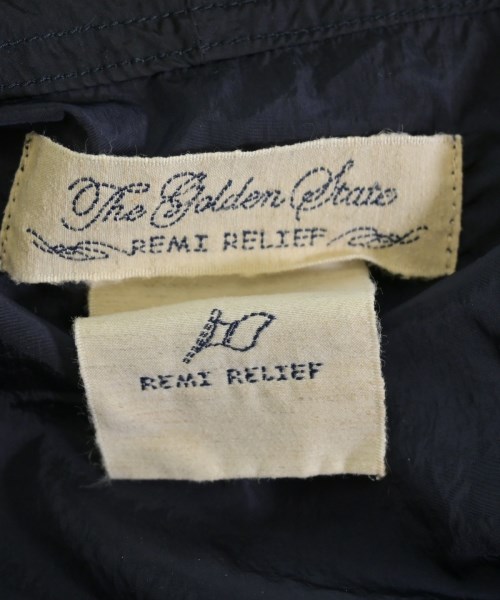 The Golden State
REMI RELIEF
REMI RELIEF